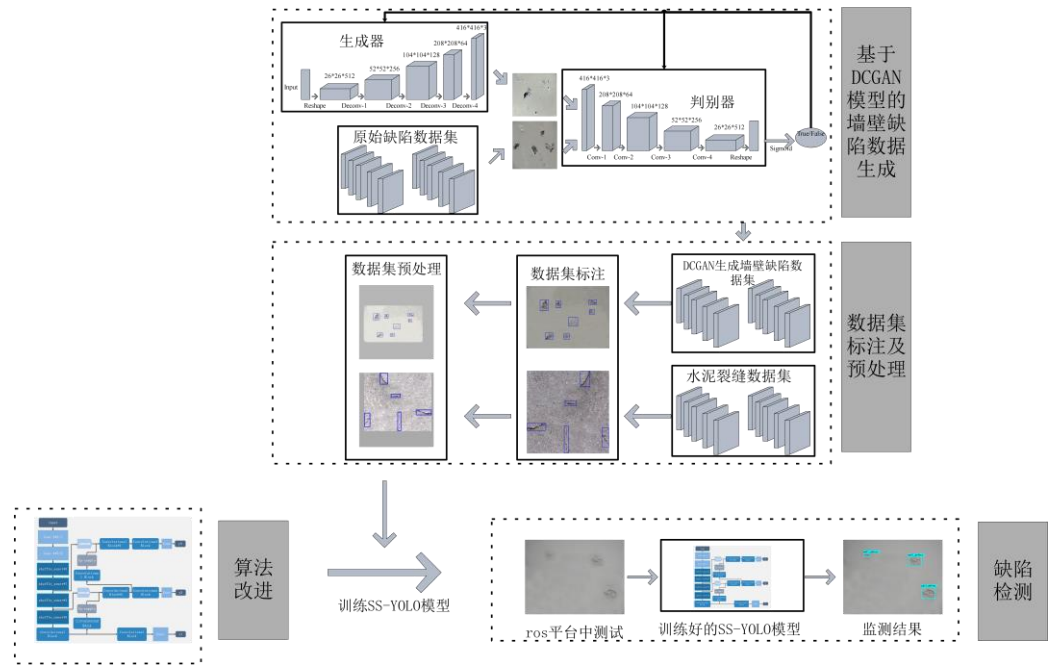 生成器
416*416*3
208*208*64
104*104*128
52*52*256
26*26*512
Input
Reshape
Deconv-1
Deconv-2
Deconv-3
Deconv-4
原始缺陷数据集
416*416*3
208*208*64
104*104*128
52*52*256
26*26*512
判别器
Conv-1
Conv-2
Conv-3
Conv-4
Reshape
Sigmoid
True/False
基于
DCGAN
模型的
墙壁缺
陷数据
生成
数据集预处理
数据集标注
DCGAN生成墙壁缺陷数
据集
水泥裂缝数据集
数据集
标注及
预处理
算法
改进
训练SS-YOLO模型
ros平台中测试
训练好的SS-YOLO模型
监测结果
缺陷
检测